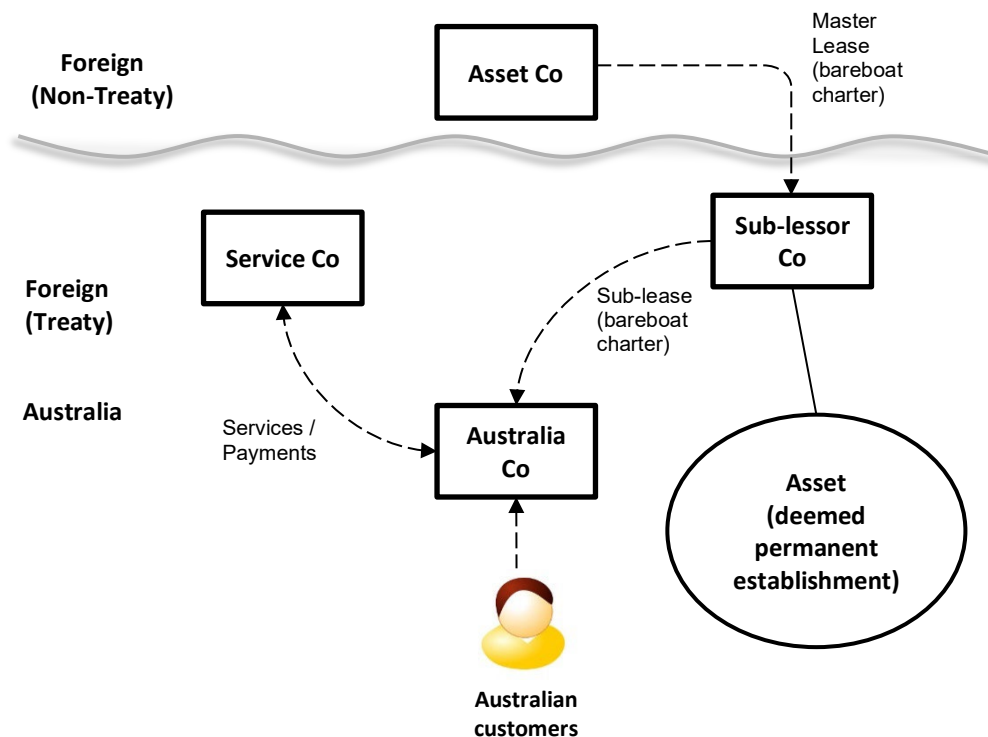 Foreign
(Non-Treaty)
Asset Co
Master
Lease
(bareboat
charter)
Service Co
Sub-lessor
Co
Foreign
(Treaty)
Sub-lease
(bareboat
charter)
Australia
Services /
Payments
Australia
Co
Asset
(deemed
permanent
establishment)
Australian
customers